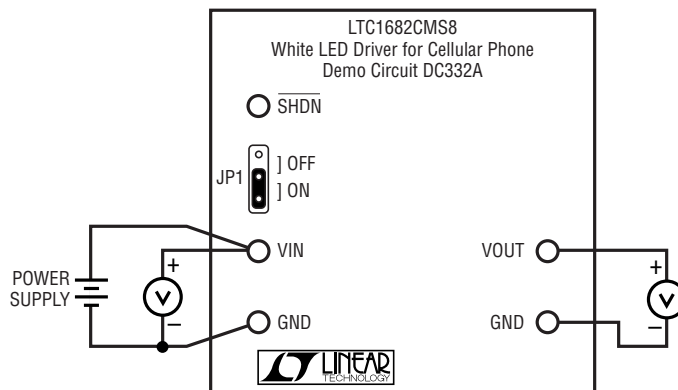 LTC1682CMS8
White LED Driver for Cellular Phone
Demo Circuit DC332A
SHDN
] OFF
JP1
] ON
+
VIN
VOUT
+
POWER
SUPPLY
V
V
–
GND
GND
–
LT LINEAR
TECHNOLOGY